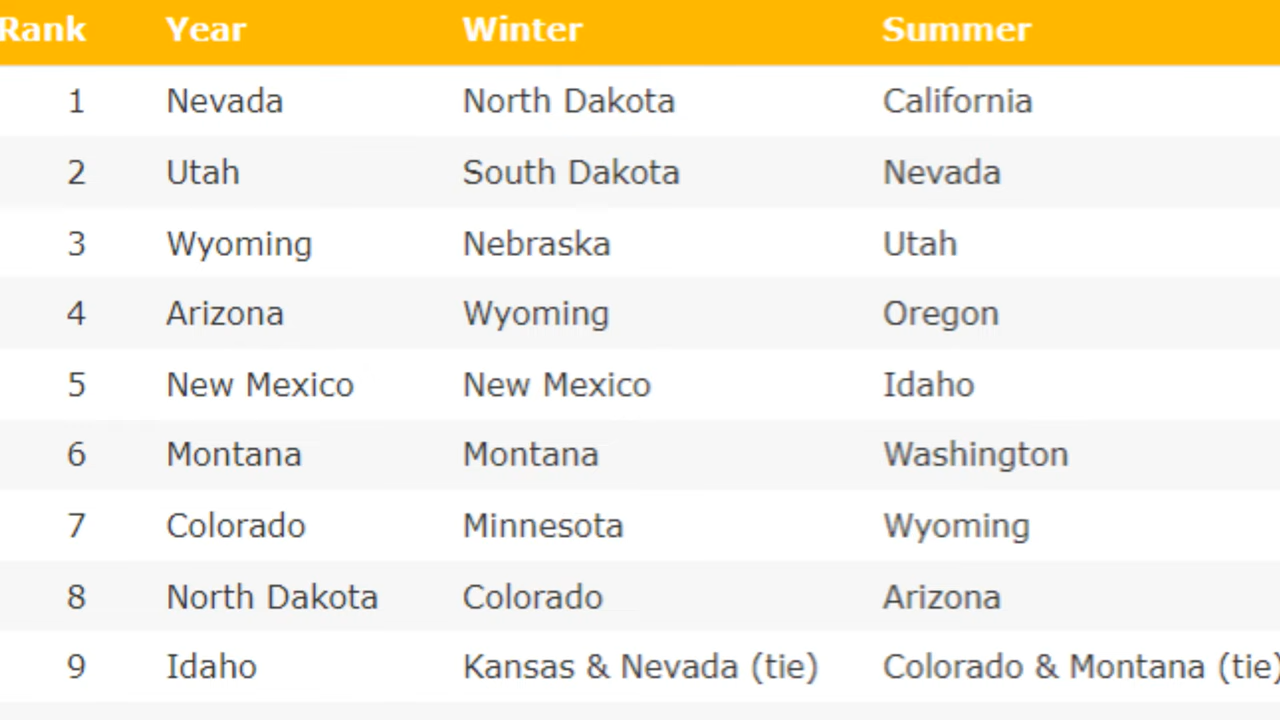 Rank Year Winter Summer
1 Nevada North Dakota California
2 Utah South Dakota Nevada
3 Wyoming Nebraska Utah
4 Arizona Wyoming Oregon
5 New Mexico New Mexico Idaho
6 Montana Montana Washington
7 Colorado Minnesota Wyoming
8 North Dakota Colorado Arizona
9 Idaho Kansas & Nevada (tie) Colorado & Montana (tie)